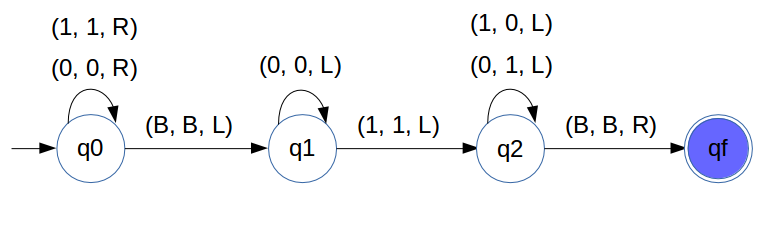 (1, 1, R)
(0, 0, R)
(B, B, L)
(0, 0, L)
(1, 1, L)
(1, 0, L)
(0, 1, L)
(B, B, R)
q0
q1
q2
qf